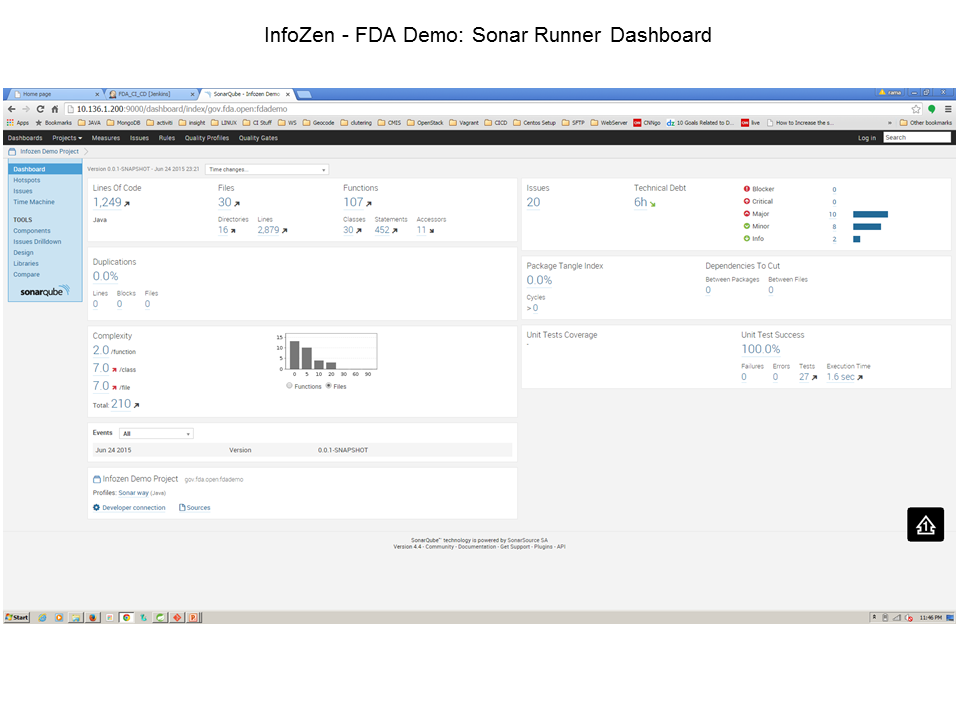 InfoZen - FDA Demo: Sonar Runner Dashboard
Home page
FDA_CI_CD [Jenkins]
SonarQube - Infozen Demo
rama
10.136.1.200:9000/dashboard/index/gov.fda.open:fdademo
Apps Bookmarks JAVA MongoDB activiti insight LINUX CI Stuff WS Geocode clutering CMIS OpenStack Vagrant CICD Centos Setup SFTP WebServer CNNgo 10 Goals Related to D... live How to Increase the s... » Other bookmarks
Dashboards Projects Measures Issues Rules Quality Profiles Quality Gates Log in Search
Infozen Demo Project
Dashboard
Hotspots
Issues
Time Machine
TOOLS
Components
Issues Drilldown
Design
Libraries
Compare
sonarqube
Version 0.0.1-SNAPSHOT - Jun 24 2015 23:21 Time changes...
Lines Of Code Files Functions
1,249 30 107
Java
Directories Lines Classes Statements Accessors
16 2,879 30 452 11
Duplications
0.0%
Lines Blocks Files
0 0 0
Complexity
2.0 /function
7.0 /class
7.0 /file
Total: 210
15
10
5
0
0 5 10 20 30 60 90
Functions Files
Events All
Jun 24 2015 Version 0.0.1-SNAPSHOT
Infozen Demo Project gov.fda.open:fdademo
Profiles: Sonar way (Java)
Developer connection Sources
Issues Technical Debt
20 6h
Blocker 0
Critical 0
Major 10
Minor 8
Info 2
Package Tangle Index Dependencies To Cut
0.0% Between Packages Between Files
0 0
Cycles
> 0
Unit Tests Coverage Unit Test Success
- 100.0%
Failures Errors Tests Execution Time
0 0 27 1.6 sec
SonarQube™ technology is powered by SonarSource SA
Version 4.4 - Community - Documentation - Get Support - Plugins - API
1
Start
11:46 PM